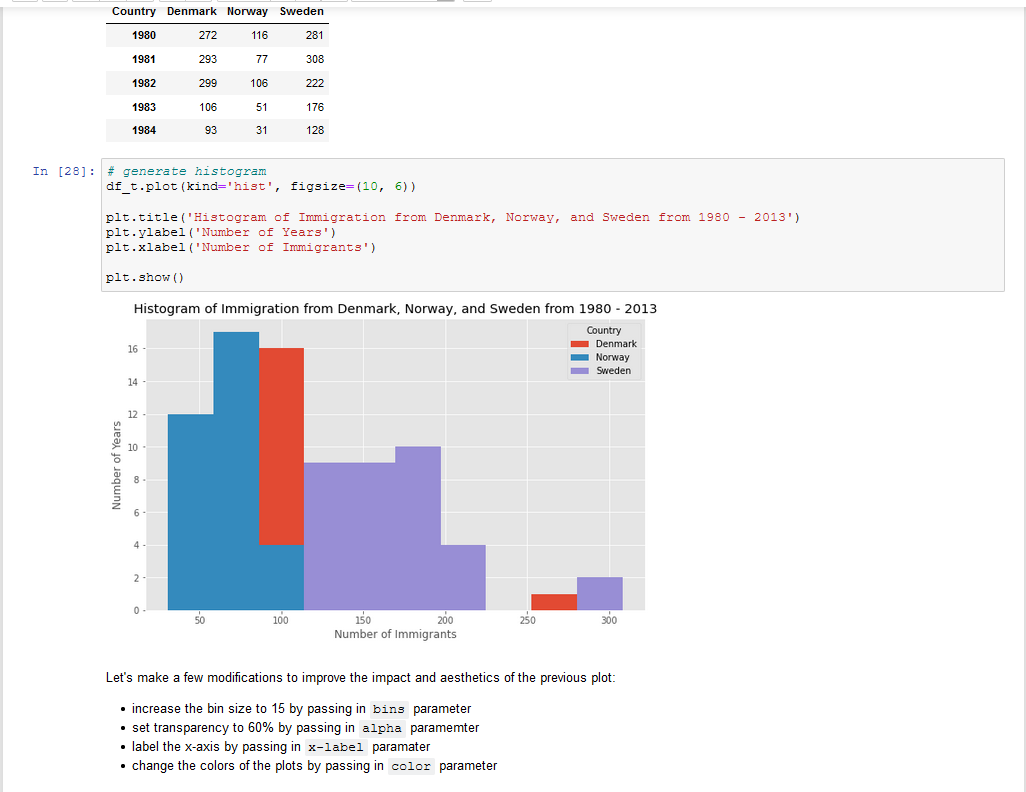 Country Denmark Norway Sweden
1980 272 116 281
1981 293 77 308
1982 299 106 222
1983 106 51 176
1984 93 31 128
In [28]: # generate histogram
df_t.plot(kind='hist', figsize=(10, 6))
plt.title('Histogram of Immigration from Denmark, Norway, and Sweden from 1980 - 2013')
plt.ylabel('Number of Years')
plt.xlabel('Number of Immigrants')
plt.show()
Histogram of Immigration from Denmark, Norway, and Sweden from 1980 - 2013
Country
Denmark
Norway
Sweden
16
14
12
10
8
6
4
2
0
Number of Years
50 100 150 200 250 300
Number of Immigrants
Let's make a few modifications to improve the impact and aesthetics of the previous plot:
• increase the bin size to 15 by passing in bins parameter
• set transparency to 60% by passing in alpha paramemter
• label the x-axis by passing in x-label paramater
• change the colors of the plots by passing in color parameter